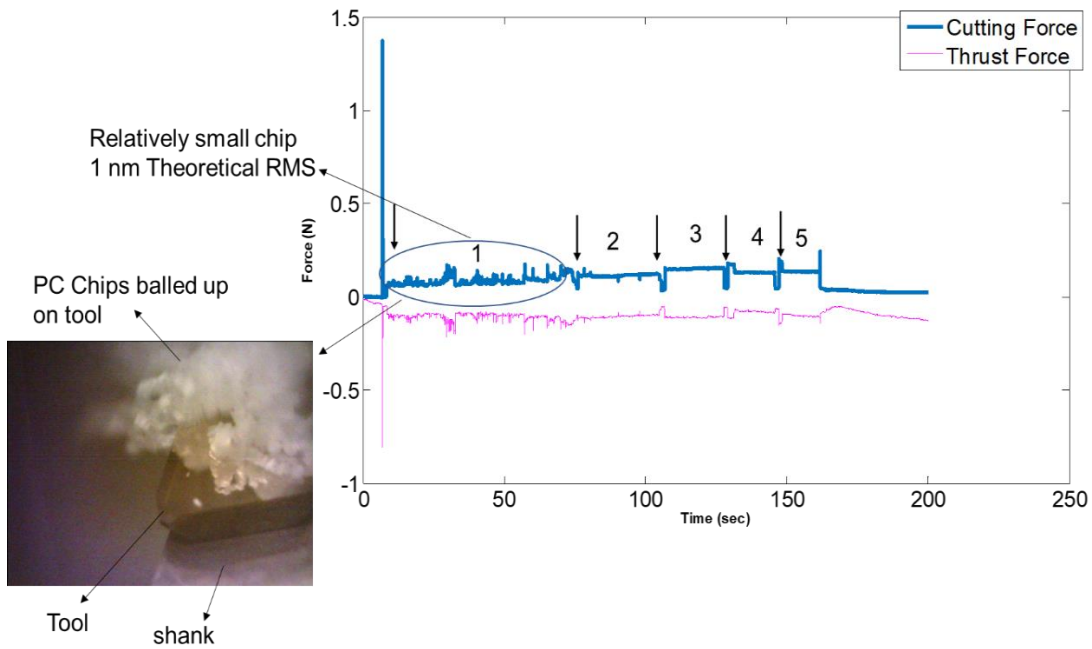 1.5
Cutting Force
Thrust Force
1
Relatively small chip
1 nm Theoretical RMS
0.5
Force (N)
1
2
3
4
5
PC Chips balled up
on tool
0
-0.5
-1
0
50
100
150
200
250
Time (sec)
Tool
shank